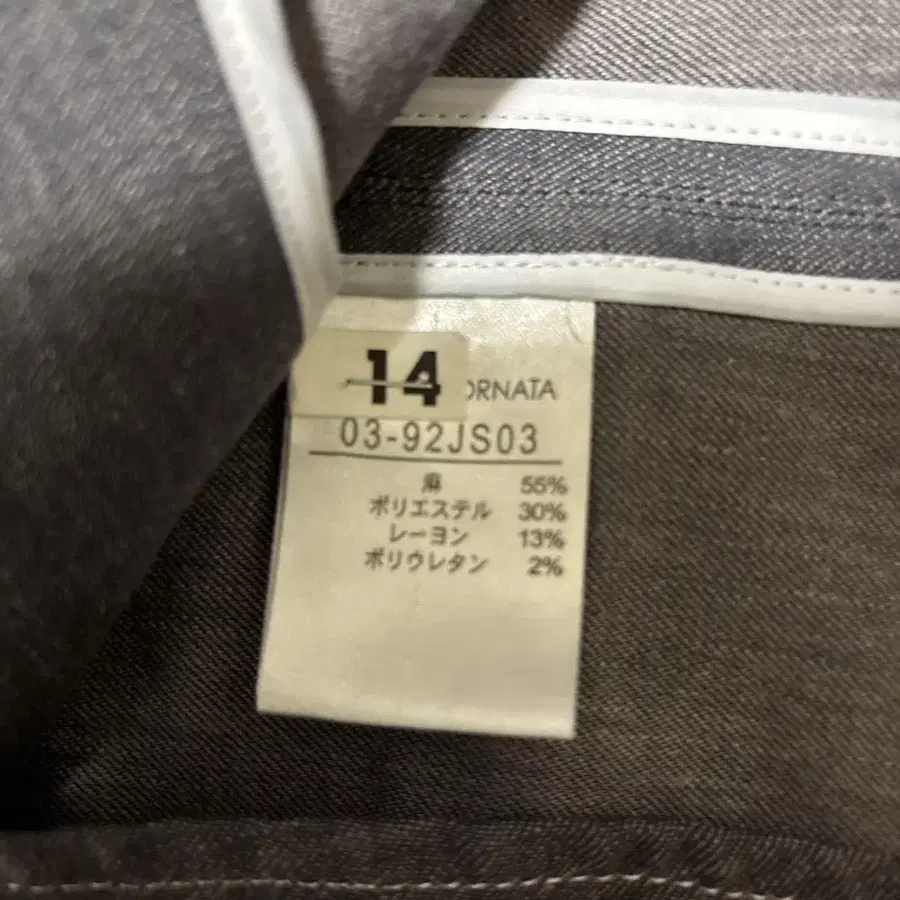 14
ORNATA
03-92JS03
麻 55%
ポリエステル 30%
レーヨン 13%
ポリウレタン 2%